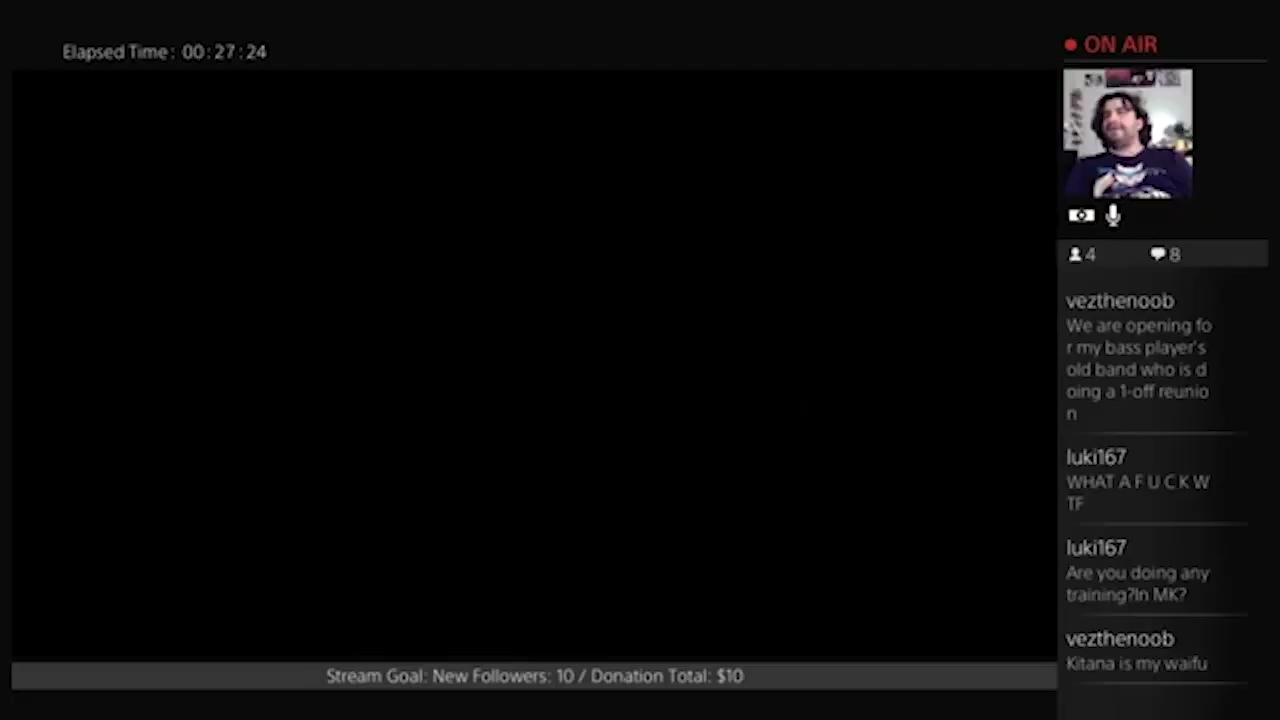 Elapsed Time: 00:27:24
ON AIR
4
8
vezthenoob
We are opening fo
r my bass player's
old band who is d
oing a 1-off reunio
n
luki167
WHAT A F U C K W
TF
luki167
Are you doing any
training?In MK?
vezthenoob
Kitana is my waifu
Stream Goal: New Followers: 10 / Donation Total: $10